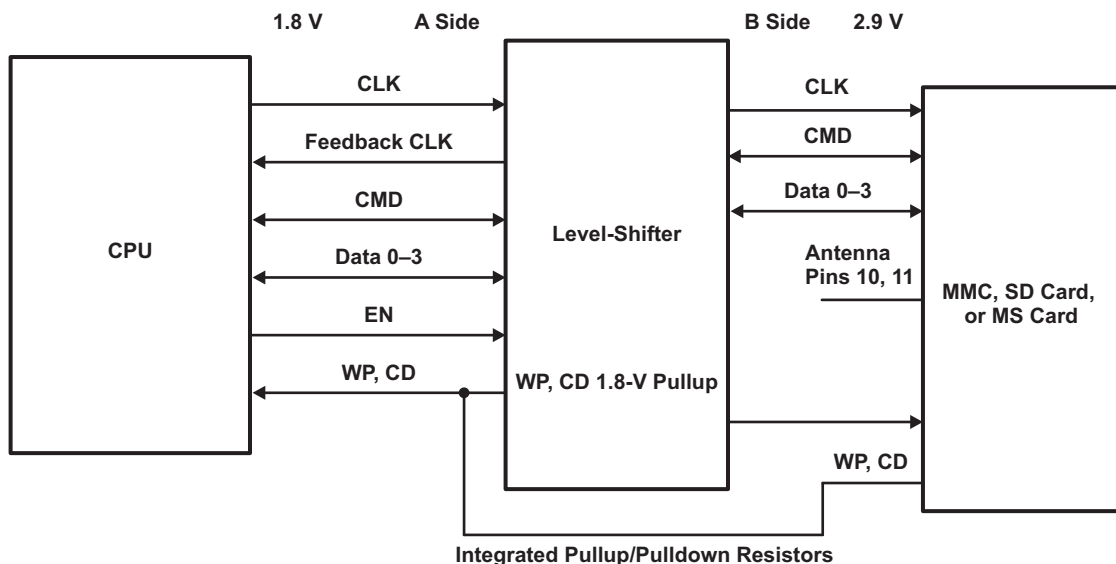 1.8 V A Side B Side 2.9 V
CLK
Feedback CLK
CMD
Data 0–3
EN
WP, CD
CPU
Level-Shifter
WP, CD 1.8-V Pullup
CLK
CMD
Data 0–3
Antenna
Pins 10, 11
MMC, SD Card,
or MS Card
WP, CD
Integrated Pullup/Pulldown Resistors